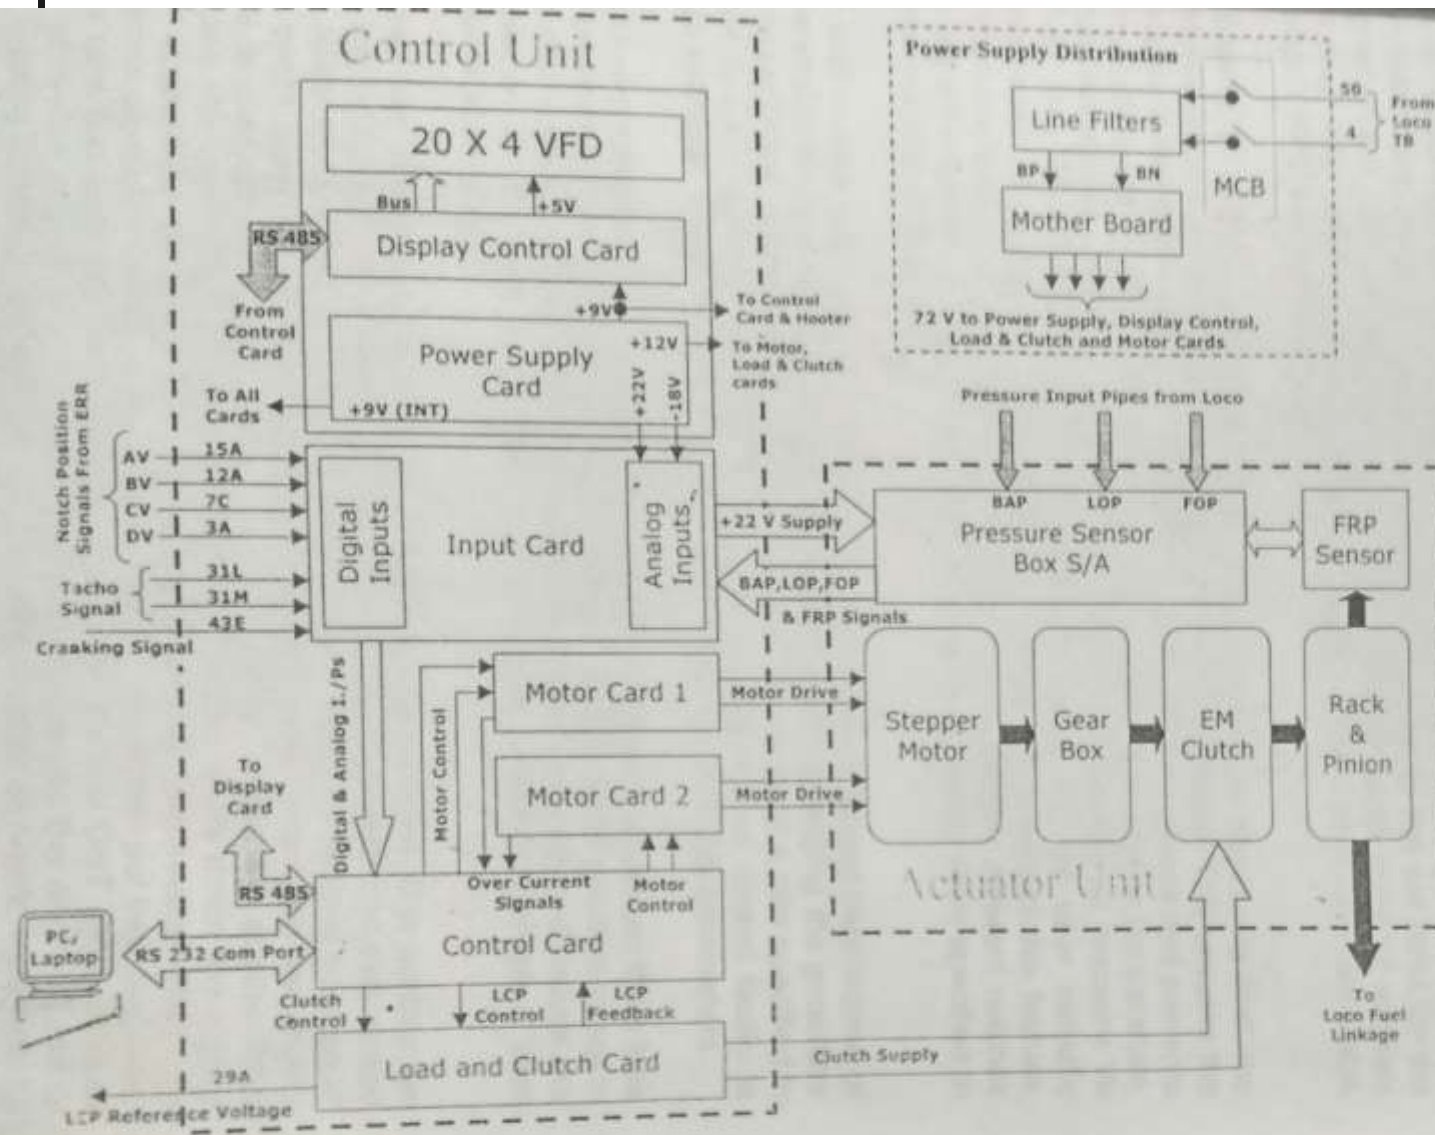 Control Unit
20 X 4 VFD
Bus
+5V
RS 485
Display Control Card
From
Control
Card
+9V
To Control
Card & Hooter
Power Supply
Card
+12V
To Motor,
Load & Clutch
cards
+22V
-18V
To All
Cards
+9V (INT)
Power Supply Distribution
Line Filters
50
4
From
Loco
TB
MCB
BP
BN
Mother Board
72 V to Power Supply, Display Control,
Load & Clutch and Motor Cards
Notch Position
Signals From ERR
AV
15A
BV
12A
CV
7C
DV
3A
Tacho
Signal
31L
31M
43E
Cranking Signal
Digital
Inputs
Input Card
Analog
Inputs
+22 V Supply
BAP,LOP,FOP
& FRP Signals
Pressure Input Pipes from Loco
BAP
LOP
FOP
Pressure Sensor
Box S/A
FRP
Sensor
Digital & Analog I./Ps
Motor Control
Motor Card 1
Motor Drive
Motor Card 2
Motor Drive
Stepper
Motor
Gear
Box
EM
Clutch
Rack
&
Pinion
Actuator Unit
To
Display
Card
RS 485
Over Current
Signals
Motor
Control
Control Card
PC/
Laptop
RS 232 Com Port
Clutch
Control
LCP
Control
LCP
Feedback
Load and Clutch Card
Clutch Supply
29A
LCP Reference Voltage
To
Loco Fuel
Linkage